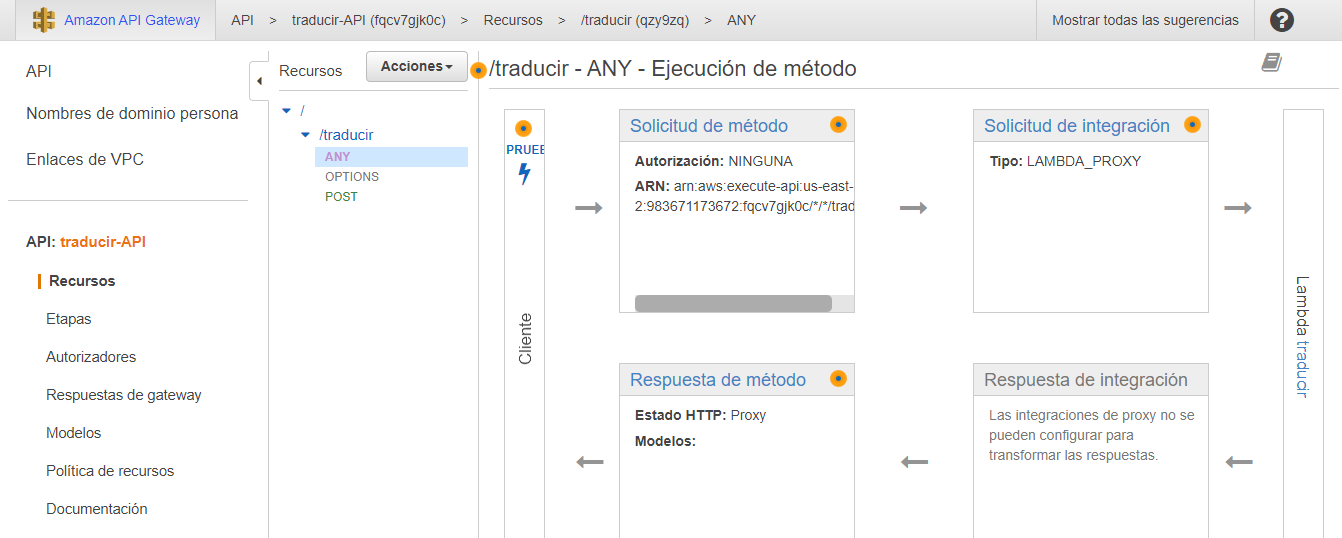 Amazon API Gateway
API > traducir-API (fqcv7gjk0c) > Recursos > /traducir (qzy9zq) > ANY
Mostrar todas las sugerencias
API
Nombres de dominio persona
Enlaces de VPC
API: traducir-API
Recursos
Etapas
Autorizadores
Respuestas de gateway
Modelos
Política de recursos
Documentación
Recursos
Acciones
/
/traducir
ANY
OPTIONS
POST
/traducir - ANY - Ejecución de método
PRUEE
Cliente
Solicitud de método
Autorización: NINGUNA
ARN: arn:aws:execute-api:us-east-
2:983671173672:fqcv7gjk0c/*/*/trad
Solicitud de integración
Tipo: LAMBDA_PROXY
Lambda traducir
Respuesta de método
Estado HTTP: Proxy
Modelos:
Respuesta de integración
Las integraciones de proxy no se
pueden configurar para
transformar las respuestas.